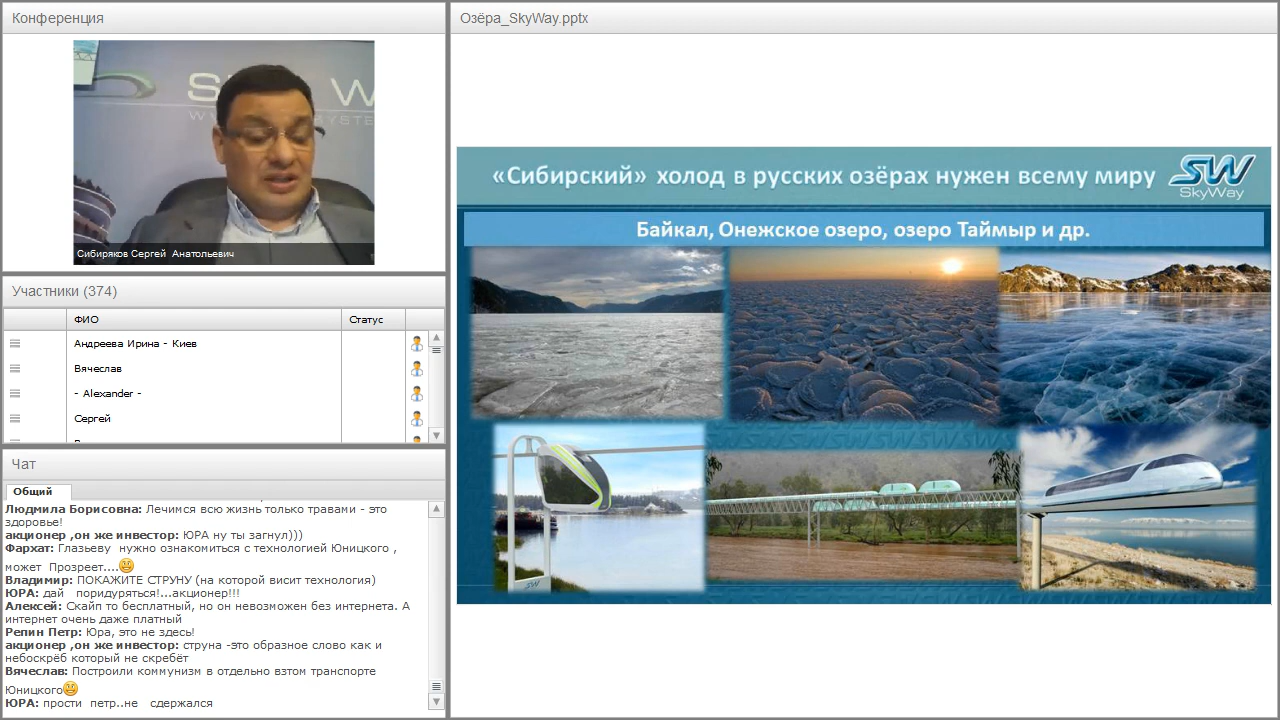 Конференция
Сибиряков Сергей Анатольевич
Участники (374)
ФИО
Статус
Андреева Ирина - Киев
Вячеслав
- Alexander -
Сергей
Чат
Общий
Людмила Борисовна: Лечимся всю жизнь только травами - это
здоровье!
акционер ,он же инвестор: ЮРА ну ты загнул)))
Фархат: Глазьеву нужно ознакомиться с технологией Юницкого ,
может Прозреет....
Владимир: ПОКАЖИТЕ СТРУНУ (на которой висит технология)
ЮРА: дай поридуряться!...акционер!!!
Алексей: Скайп то бесплатный, но он невозможен без интернета. А
интернет очень даже платный
Репин Петр: Юра, это не здесь!
акционер ,он же инвестор: струна -это образное слово как и
небоскрёб который не скребёт
Вячеслав: Построили коммунизм в отдельно взтом транспорте
Юницкого
ЮРА: прости петр..не сдержался
Озёра_SkyWay.pptx
«Сибирский» холод в русских озёрах нужен всему миру
SW
SkyWay
Байкал, Онежское озеро, озеро Таймыр и др.
SW